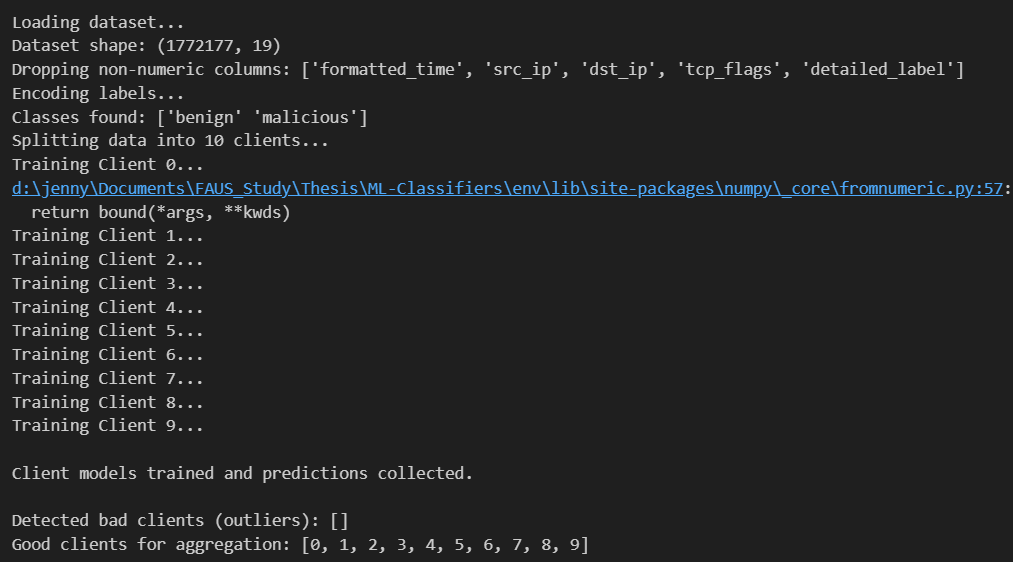 Loading dataset...
Dataset shape: (1772177, 19)
Dropping non-numeric columns: ['formatted_time', 'src_ip', 'dst_ip', 'tcp_flags', 'detailed_label']
Encoding labels...
Classes found: ['benign' 'malicious']
Splitting data into 10 clients...
Training Client 0...
d:\jenny\Documents\FAUS_Study\Thesis\ML-Classifiers\env\lib\site-packages\numpy\_core\fromnumeric.py:57:
  return bound(*args, **kwds)
Training Client 1...
Training Client 2...
Training Client 3...
Training Client 4...
Training Client 5...
Training Client 6...
Training Client 7...
Training Client 8...
Training Client 9...
Client models trained and predictions collected.
Detected bad clients (outliers): []
Good clients for aggregation: [0, 1, 2, 3, 4, 5, 6, 7, 8, 9]